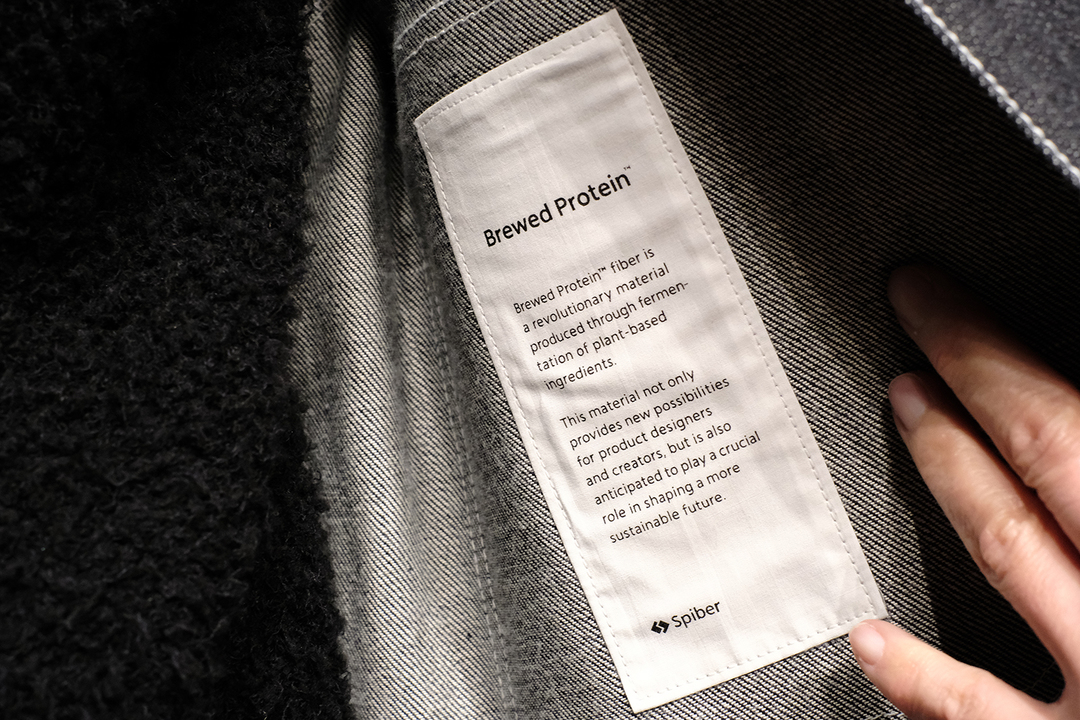 Brewed Protein™
Brewed Protein™ fiber is
a revolutionary material
produced through fermen-
tation of plant-based
ingredients.
This material not only
provides new possibilities
for product designers
and creators, but is also
anticipated to play a crucial
role in shaping a more
sustainable future.
Spiber